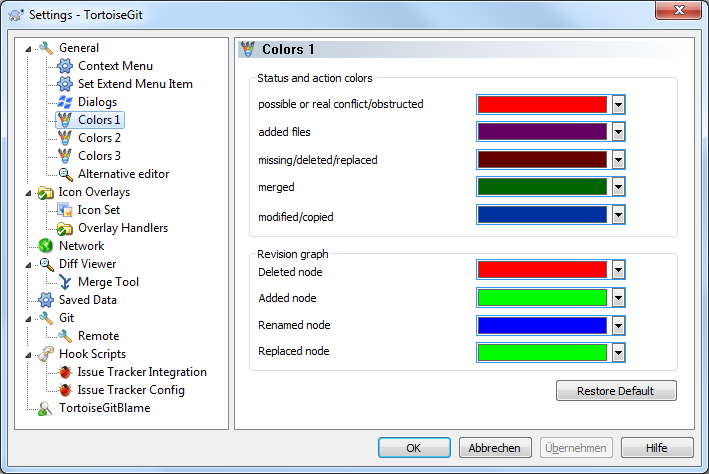 Settings - TortoiseGit
General
Context Menu
Set Extend Menu Item
Dialogs
Colors 1
Colors 2
Colors 3
Alternative editor
Icon Overlays
Icon Set
Overlay Handlers
Network
Diff Viewer
Merge Tool
Saved Data
Git
Remote
Hook Scripts
Issue Tracker Integration
Issue Tracker Config
TortoiseGitBlame
Colors 1
Status and action colors
possible or real conflict/obstructed
added files
missing/deleted/replaced
merged
modified/copied
Revision graph
Deleted node
Added node
Renamed node
Replaced node
Restore Default
OK Abbrechen Übernehmen Hilfe